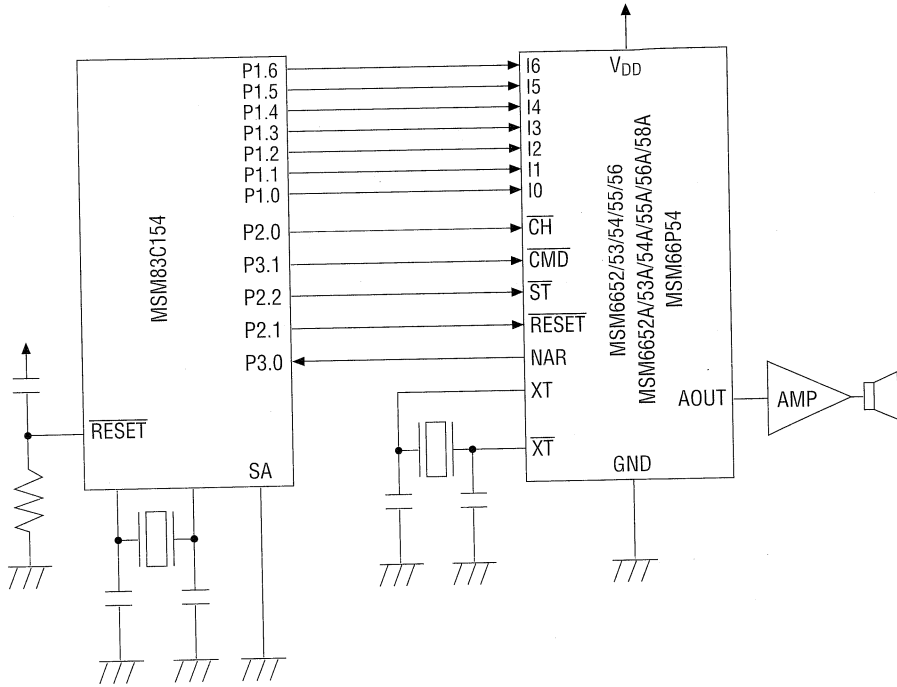 MSM83C154
P1.6
P1.5
P1.4
P1.3
P1.2
P1.1
P1.0
P2.0
P3.1
P2.2
P2.1
P3.0
RESET
SA
VDD
I6
I5
I4
I3
I2
I1
I0
CH
CMD
ST
RESET
NAR
XT
XT
MSM6652/53/54/55/56
MSM6652A/53A/54A/55A/56A/58A
MSM66P54
AOUT
GND
AMP